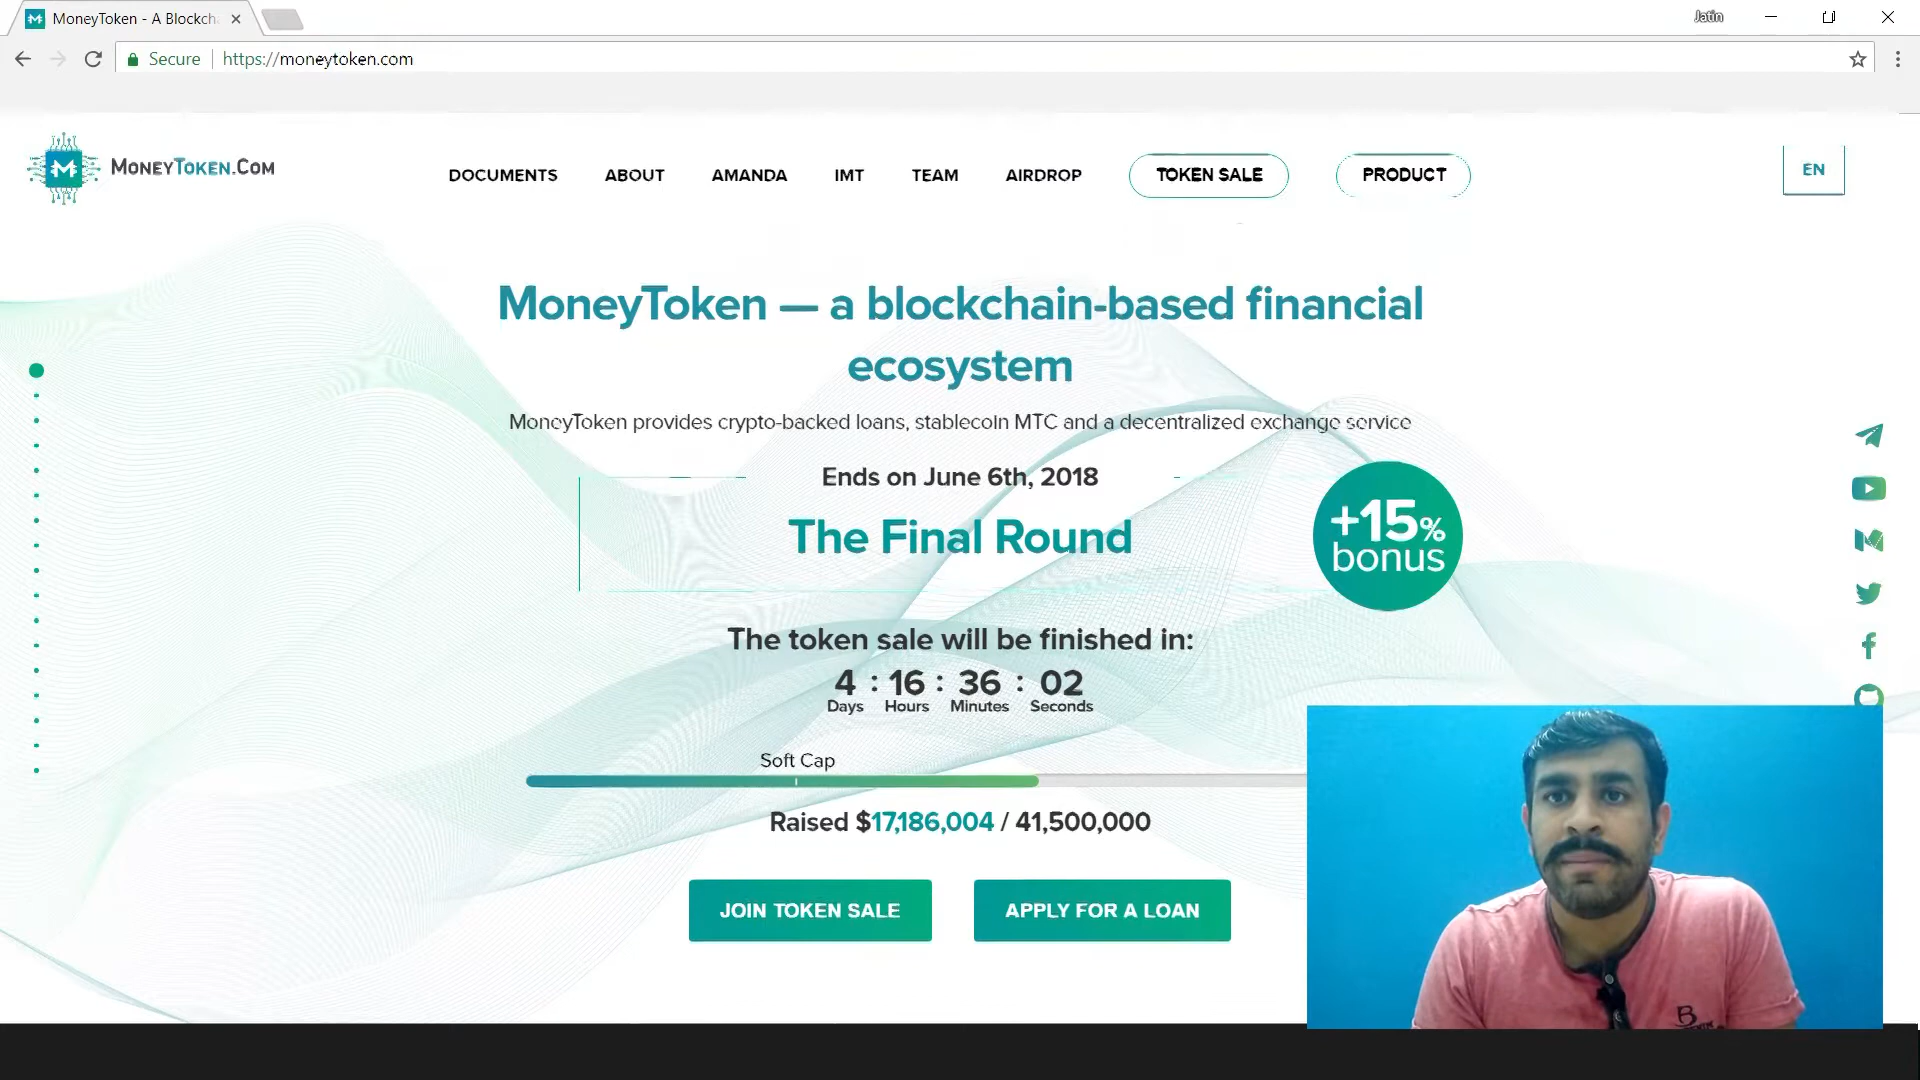 MoneyToken - A Blockch
Jatin
Secure
https://moneytoken.com
MONEYTOKEN.COM
DOCUMENTS
ABOUT
AMANDA
IMT
TEAM
AIRDROP
TOKEN SALE
PRODUCT
EN
MoneyToken — a blockchain-based financial
ecosystem
MoneyToken provides crypto-backed loans, stablecoin MTC and a decentralized exchange service
Ends on June 6th, 2018
The Final Round
+15%
bonus
The token sale will be finished in:
4 : 16 : 36 : 02
Days Hours Minutes Seconds
Soft Cap
Raised $17,186,004 / 41,500,000
JOIN TOKEN SALE
APPLY FOR A LOAN